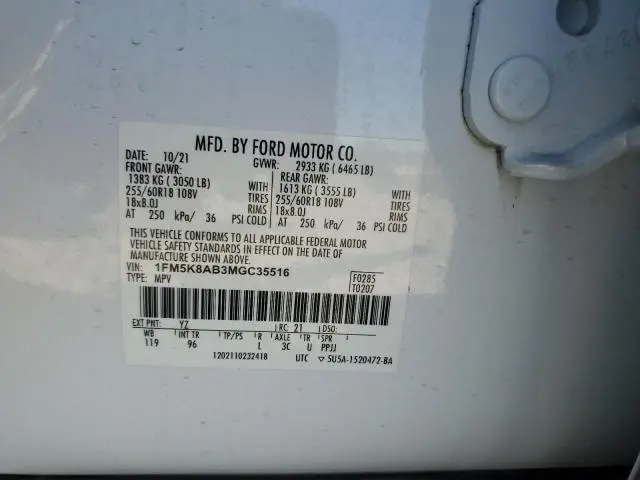 MFD. BY FORD MOTOR CO.
DATE: 10/21 GVWR: 2933 KG ( 6465 LB)
FRONT GAWR: REAR GAWR:
1383 KG ( 3050 LB) WITH 1613 KG ( 3555 LB) WITH
255/60R18 108V TIRES 255/60R18 108V TIRES
18x8.0J RIMS 18x8.0J RIMS
AT 250 kPa/ 36 PSI COLD AT 250 kPa/ 36 PSI COLD
THIS VEHICLE CONFORMS TO ALL APPLICABLE FEDERAL MOTOR
VEHICLE SAFETY STANDARDS IN EFFECT ON THE DATE OF
MANUFACTURE SHOWN ABOVE.
VIN: 1FM5K8AB3MGC35516 F0285
TYPE: MPV T0207
EXT PNT: YZ RC: 21 DSO:
WB INT TR TP/PS R AXLE TR SPR
119 96 L 3C U PPJJ
1202110232418 UTC ▽ 5U5A-1520472-BA